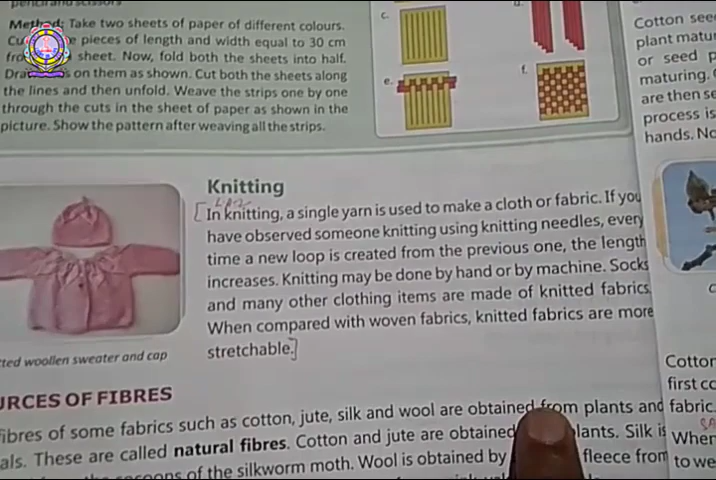 pencil and scissors
Method: Take two sheets of paper of different colours.
pieces of length and width equal to 30 cm
sheet. Now, fold both the sheets into half.
on them as shown. Cut both the sheets along
the lines and then unfold. Weave the strips one by one
through the cuts in the sheet of paper as shown in the
picture. Show the pattern after weaving all the strips.
c.
d.
e.
f.
Cotton
plant
or seed
maturing.
are then
process is
hands.
Knitting
In knitting, a single yarn is used to make a cloth or fabric. If you
have observed someone knitting using knitting needles, every
time a new loop is created from the previous one, the length
increases. Knitting may be done by hand or by machine. Socks
and many other clothing items are made of knitted fabrics.
When compared with woven fabrics, knitted fabrics are more
stretchable.
tted woollen sweater and cap
URCES OF FIBRES
fibres of some fabrics such as cotton, jute, silk and wool are obtained from plants and
als. These are called natural fibres. Cotton and jute are obtained lants. Silk is
of the silkworm moth. Wool is obtained by fleece from
Cotton
first
fabric
When
to